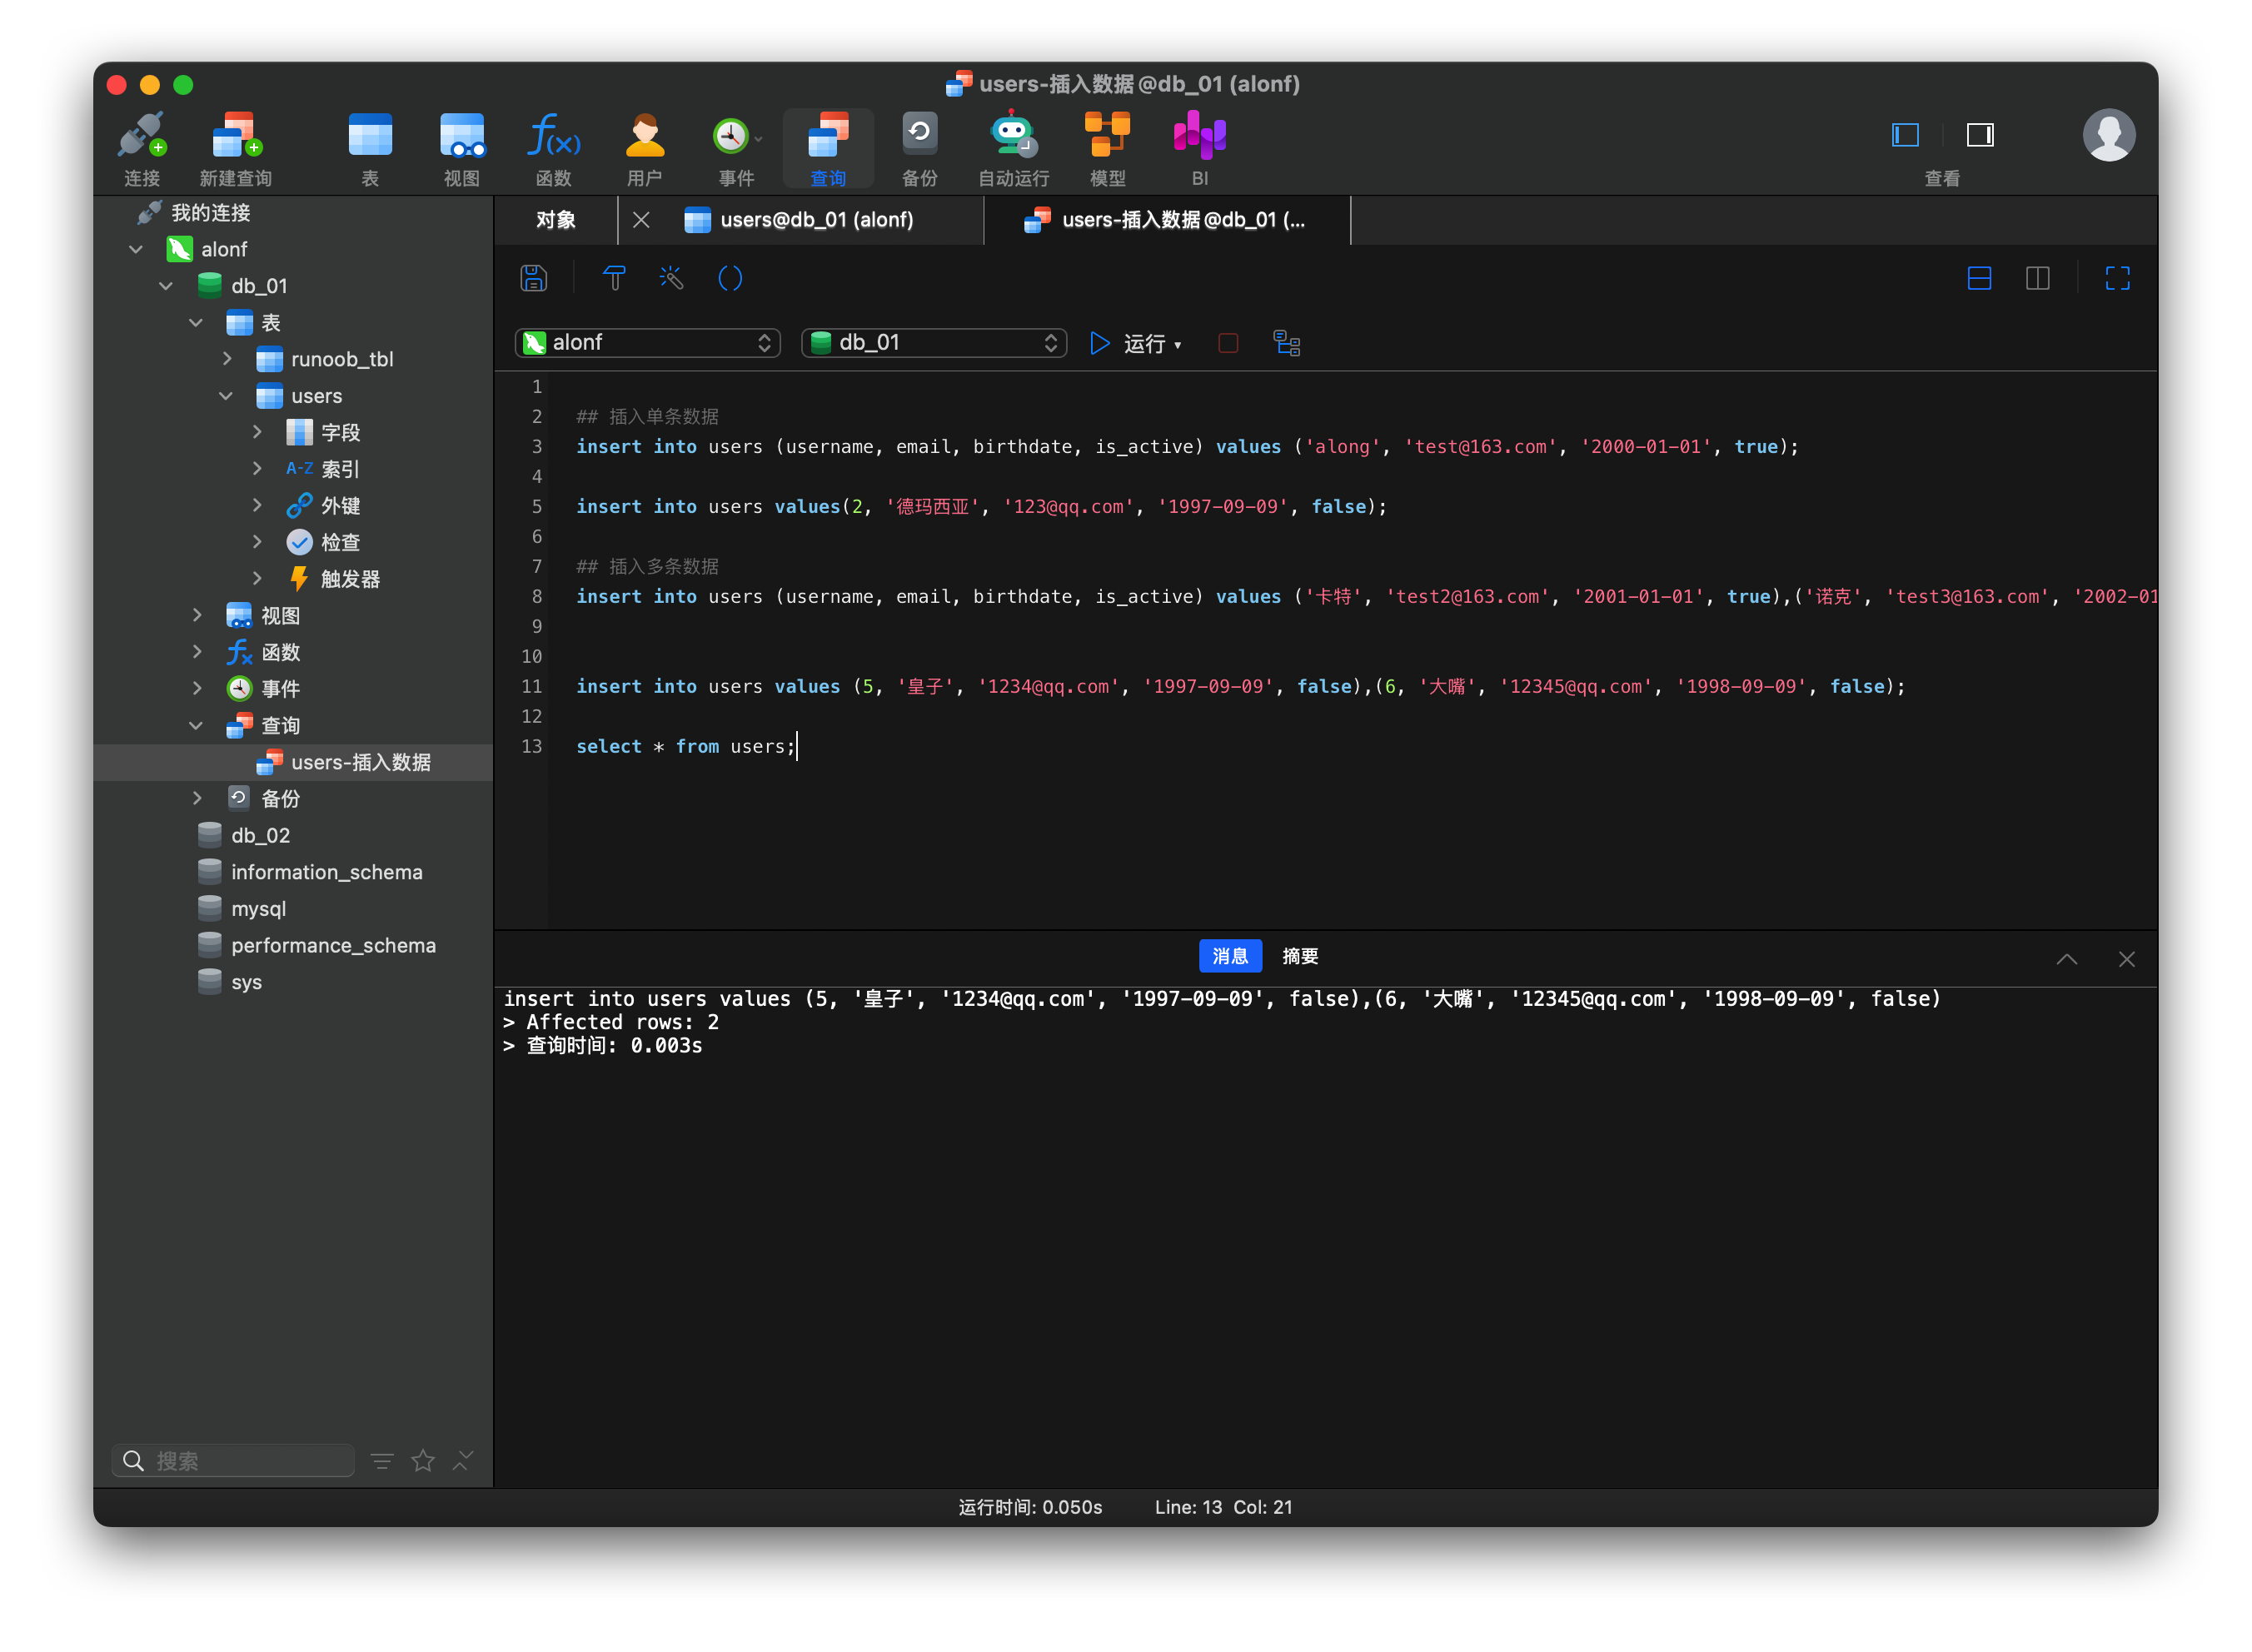 users-插入数据@db_01 (alonf)
连接
新建查询
表
视图
函数
用户
事件
查询
备份
自动运行
模型
BI
查看
我的连接
alonf
db_01
表
runoob_tbl
users
字段
A-Z 索引
外键
检查
触发器
视图
函数
事件
查询
users-插入数据
备份
db_02
information_schema
mysql
performance_schema
sys
搜索
对象
users@db_01 (alonf)
users-插入数据@db_01 (...
alonf
db_01
运行
1
2 ## 插入单条数据
3 insert into users (username, email, birthdate, is_active) values ('along', 'test@163.com', '2000-01-01', true);
4
5 insert into users values(2, '德玛西亚', '123@qq.com', '1997-09-09', false);
6
7 ## 插入多条数据
8 insert into users (username, email, birthdate, is_active) values ('卡特', 'test2@163.com', '2001-01-01', true),('诺克', 'test3@163.com', '2002-01
9
10
11 insert into users values (5, '皇子', '1234@qq.com', '1997-09-09', false),(6, '大嘴', '12345@qq.com', '1998-09-09', false);
12
13 select * from users;
消息
摘要
insert into users values (5, '皇子', '1234@qq.com', '1997-09-09', false),(6, '大嘴', '12345@qq.com', '1998-09-09', false)
> Affected rows: 2
> 查询时间: 0.003s
运行时间: 0.050s
Line: 13 Col: 21